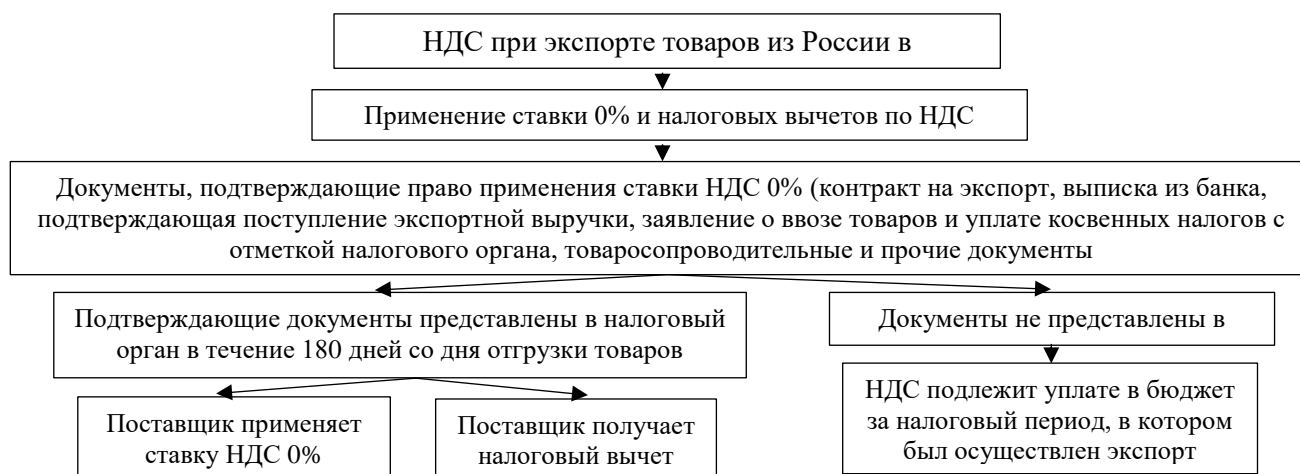 НДС при экспорте товаров из России в
Применение ставки 0% и налоговых вычетов по НДС
Документы, подтверждающие право применения ставки НДС 0% (контракт на экспорт, выписка из банка,
подтверждающая поступление экспортной выручки, заявление о ввозе товаров и уплате косвенных налогов с
отметкой налогового органа, товаросопроводительные и прочие документы
Подтверждающие документы представлены в налоговый
орган в течение 180 дней со дня отгрузки товаров
Документы не представлены в
Поставщик применяет
ставку НДС 0%
Поставщик получает
налоговый вычет
НДС подлежит уплате в бюджет
за налоговый период, в котором
был осуществлен экспорт